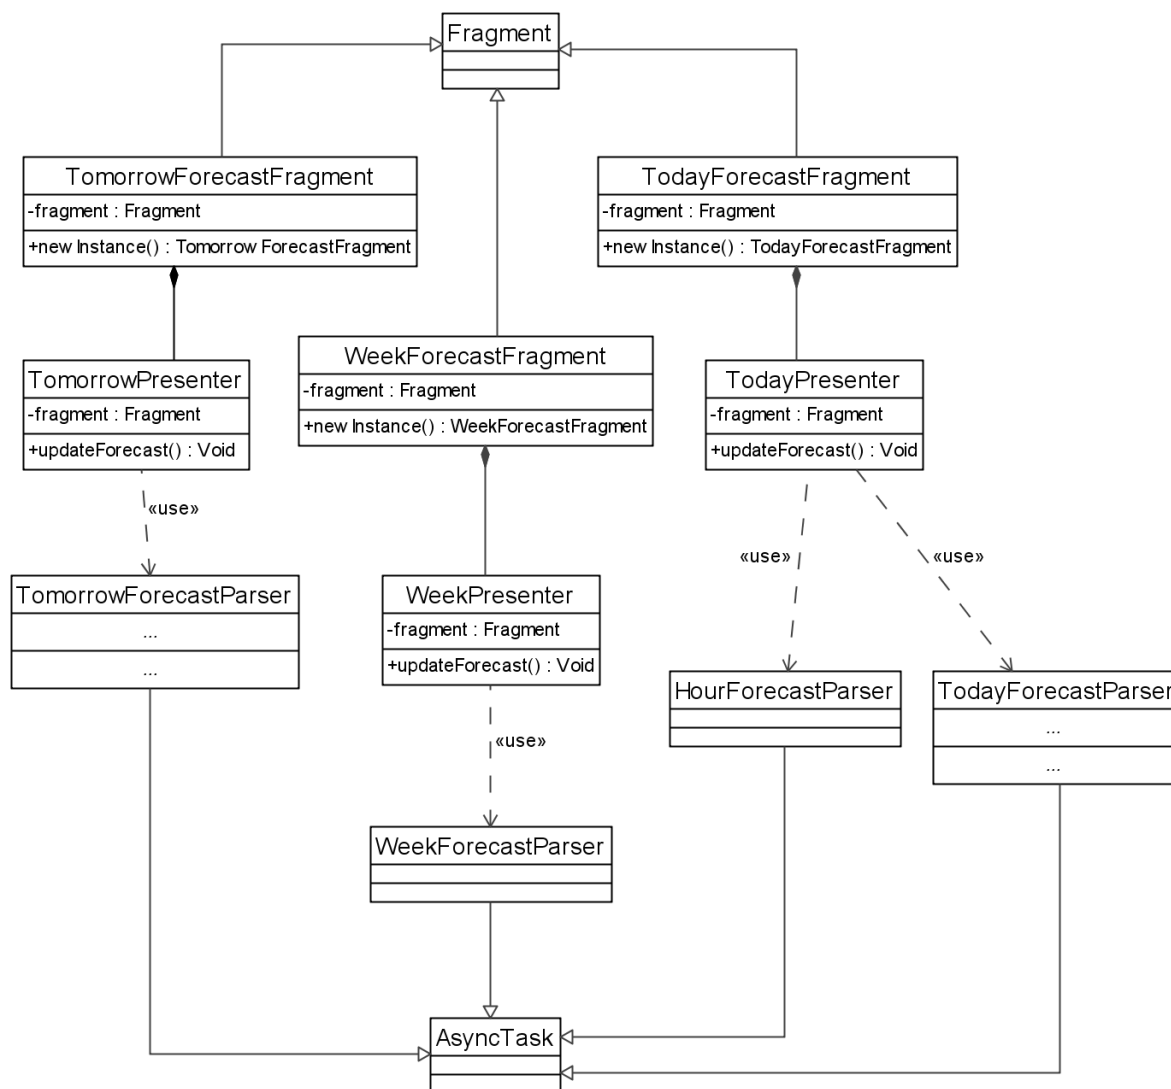 Fragment
TomorrowForecastFragment
-fragment : Fragment
+new Instance() : Tomorrow ForecastFragment
TodayForecastFragment
-fragment : Fragment
+new Instance() : TodayForecastFragment
WeekForecastFragment
-fragment : Fragment
+new Instance() : WeekForecastFragment
TomorrowPresenter
-fragment : Fragment
+updateForecast() : Void
TodayPresenter
-fragment : Fragment
+updateForecast() : Void
«use»
«use»
«use»
TomorrowForecastParser
...
...
WeekPresenter
-fragment : Fragment
+updateForecast() : Void
HourForecastParser
TodayForecastParser
...
...
«use»
WeekForecastParser
AsyncTask